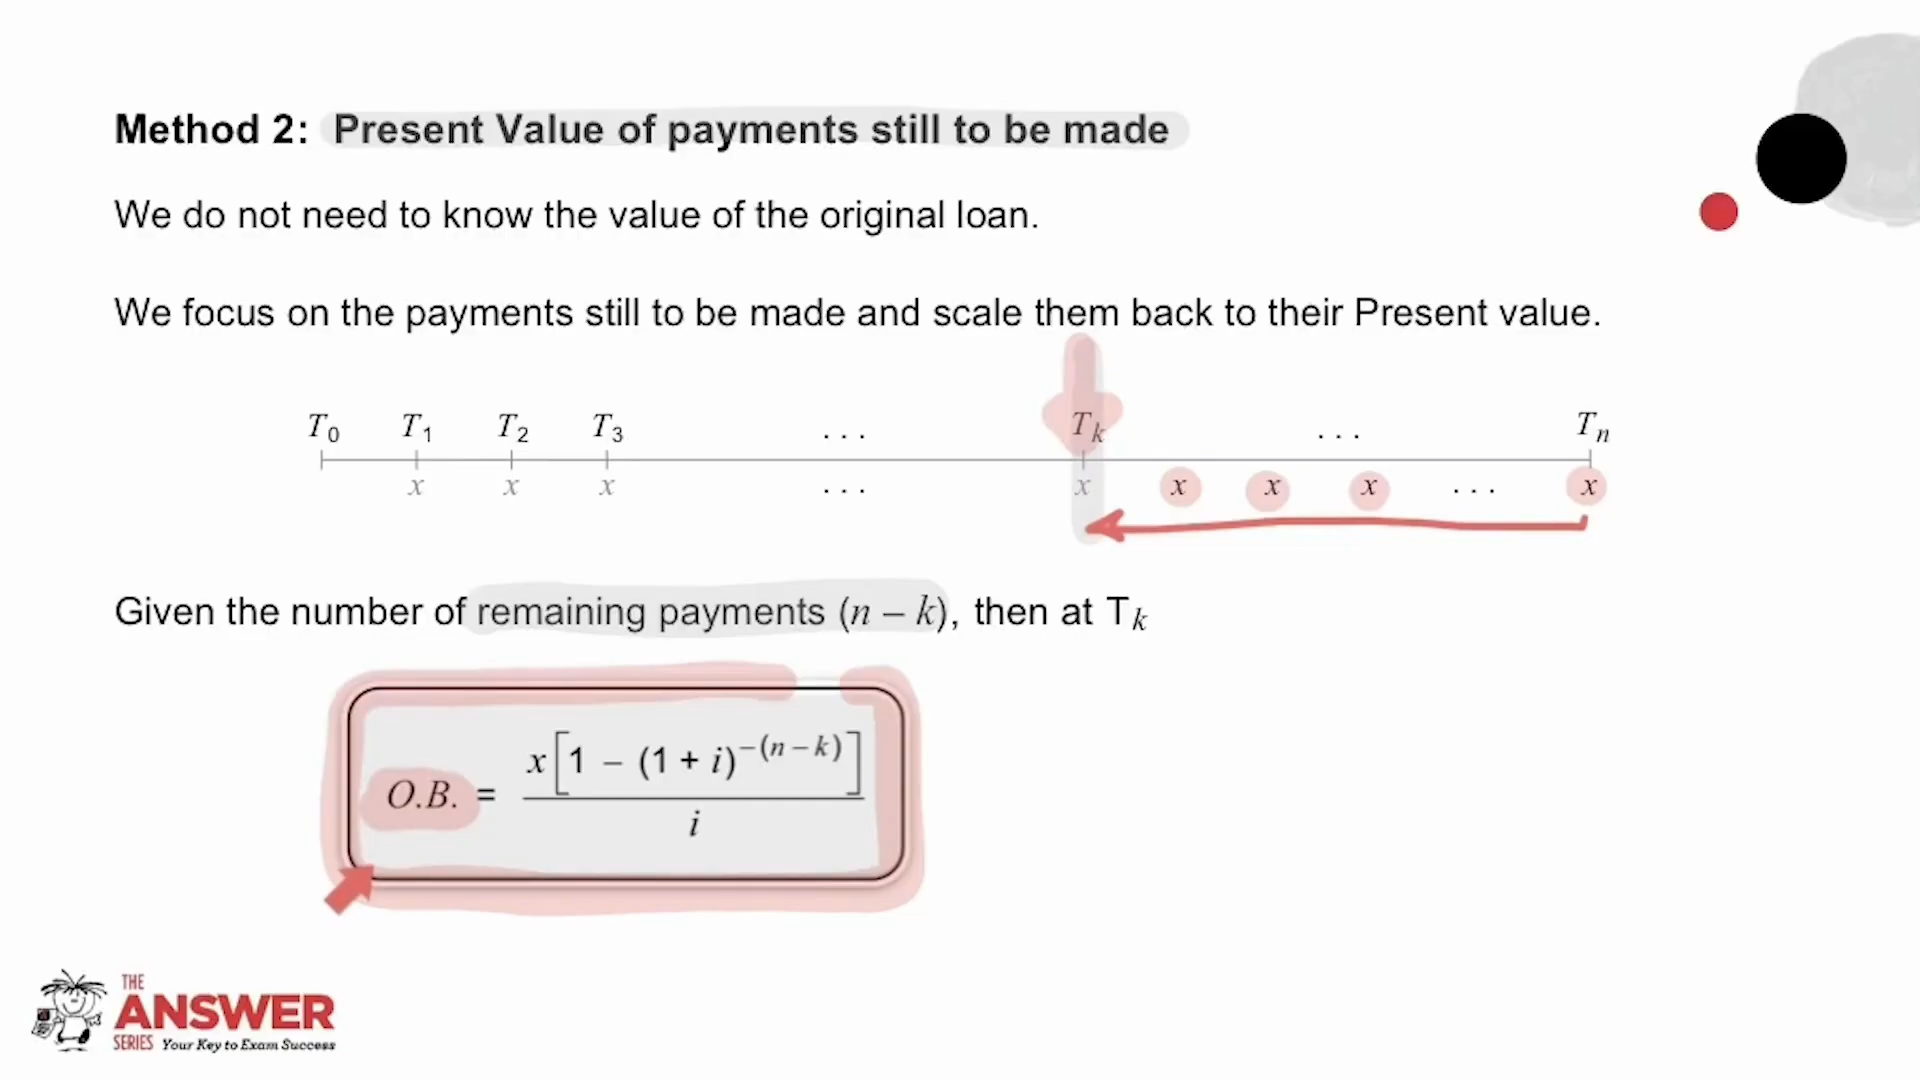 Method 2: Present Value of payments still to be made
We do not need to know the value of the original loan.
We focus on the payments still to be made and scale them back to their Present value.
T₀ T₁ T₂ T₃ . . . Tₖ . . . Tₙ
x x x . . . x x x x . . . x
Given the number of remaining payments (n – k), then at Tₖ
O.B. = x[1 – (1 + i)^–(n – k)] / i
THE
ANSWER
SERIES Your Key to Exam Success